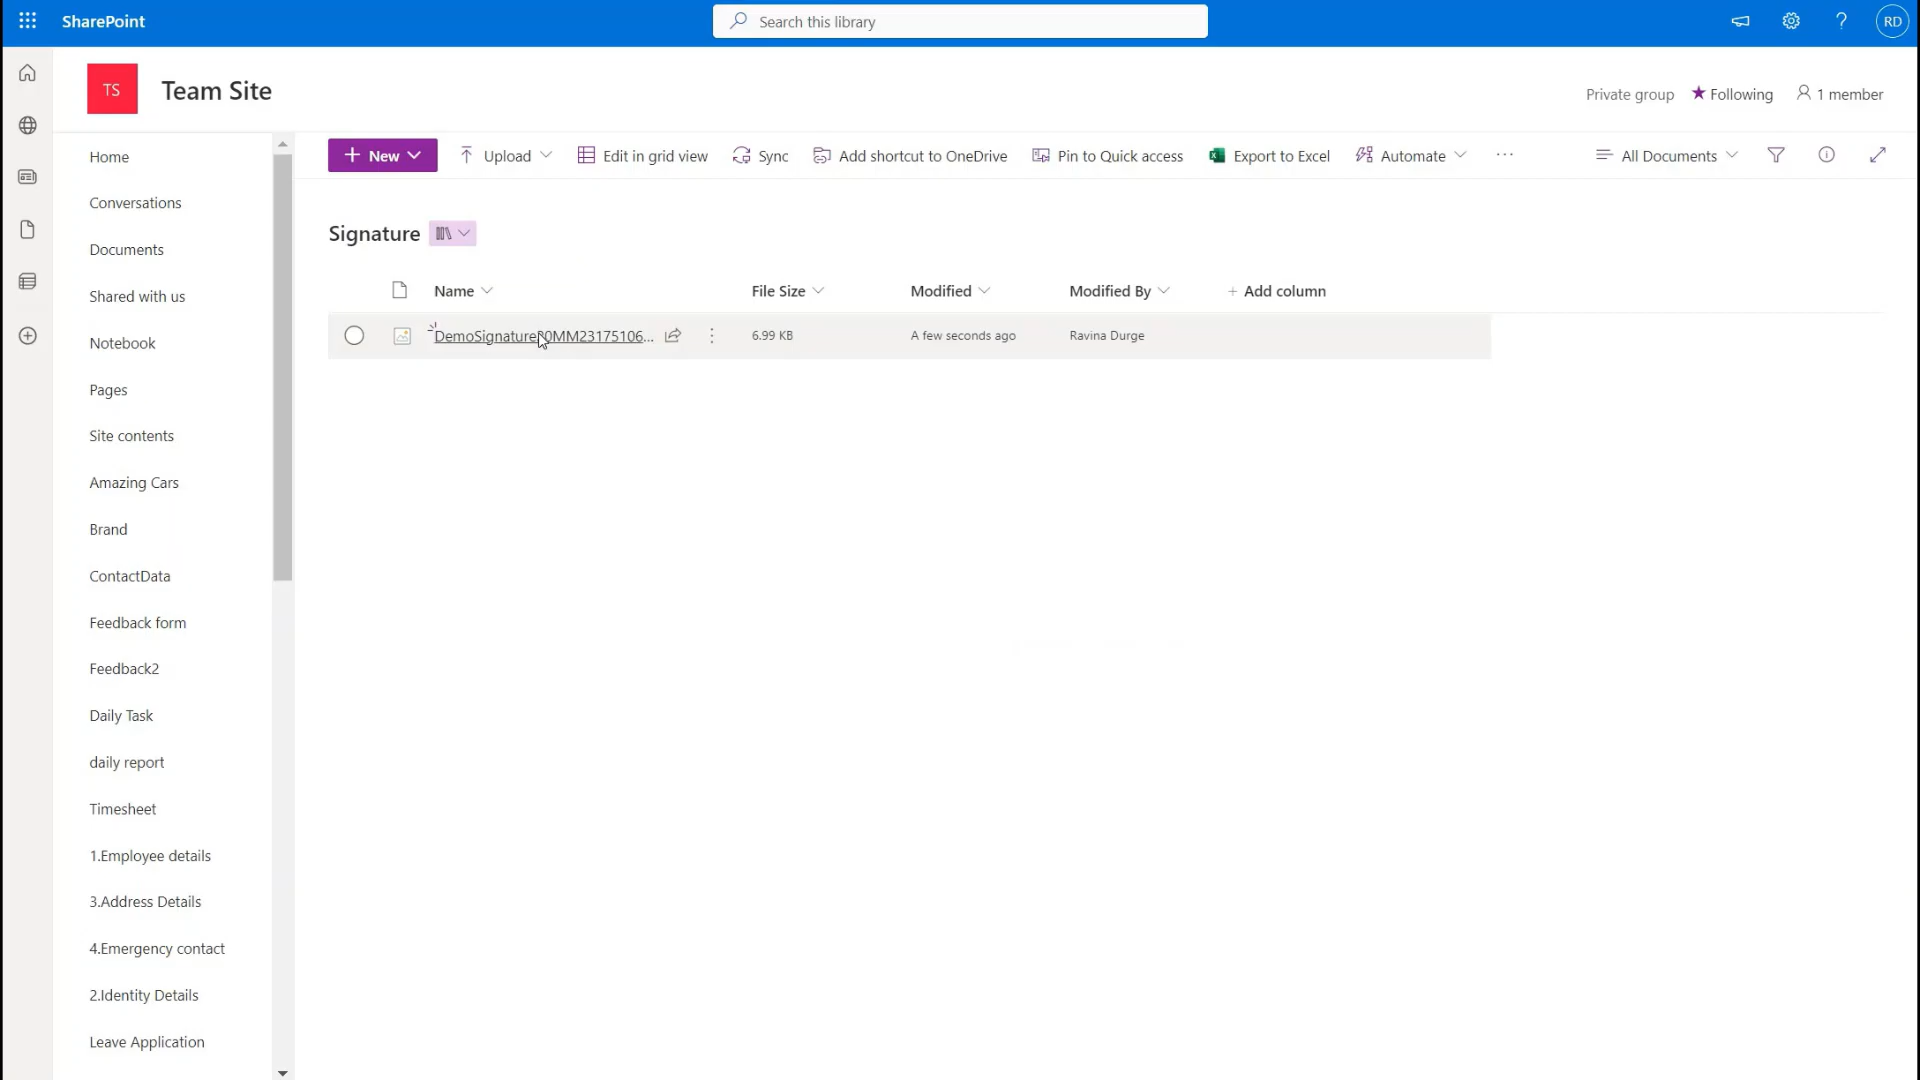 SharePoint
Search this library
RD
TS
Team Site
Private group
Following
1 member
Home
Conversations
Documents
Shared with us
Notebook
Pages
Site contents
Amazing Cars
Brand
ContactData
Feedback form
Feedback2
Daily Task
daily report
Timesheet
1.Employee details
3.Address Details
4.Emergency contact
2.Identity Details
Leave Application
+ New
Upload
Edit in grid view
Sync
Add shortcut to OneDrive
Pin to Quick access
Export to Excel
Automate
...
All Documents
Signature
Name
File Size
Modified
Modified By
+ Add column
6.99 KB
A few seconds ago
Ravina Durge